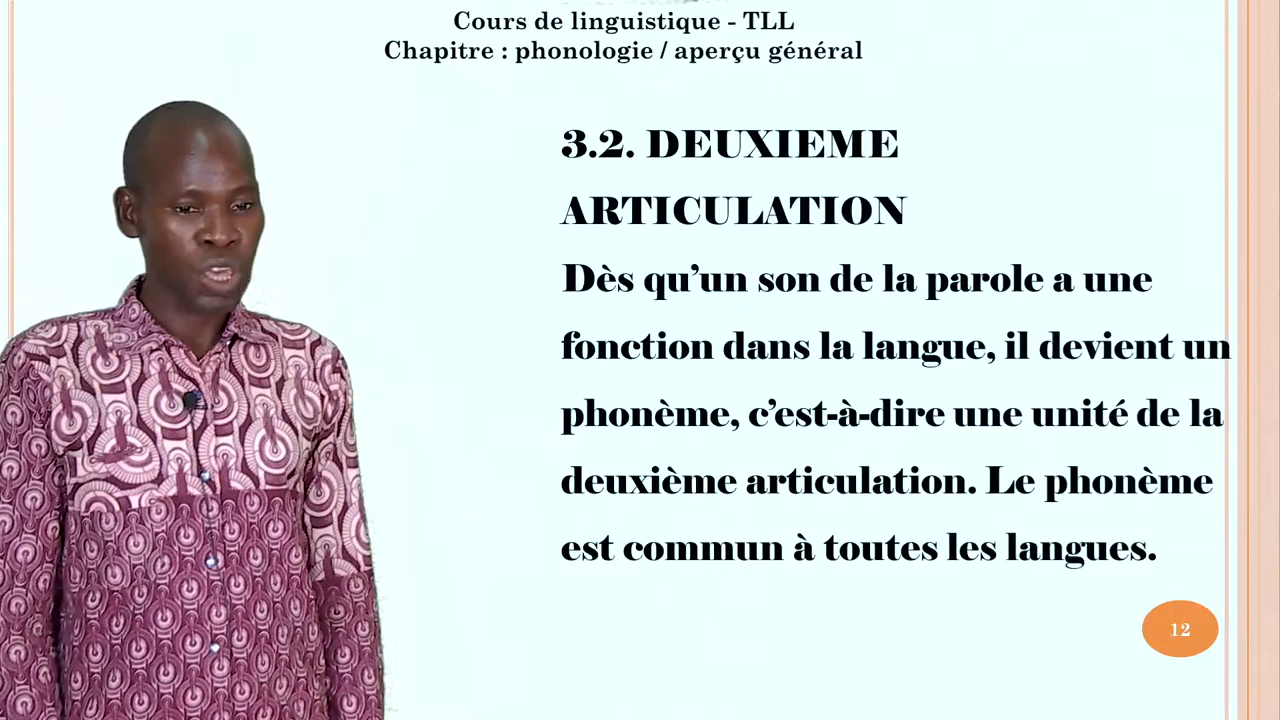 Cours de linguistique - TLL
Chapitre : phonologie / aperçu général
3.2. DEUXIEME
ARTICULATION
Dès qu’un son de la parole a une
fonction dans la langue, il devient un
phonème, c’est-à-dire une unité de la
deuxième articulation. Le phonème
est commun à toutes les langues.
12